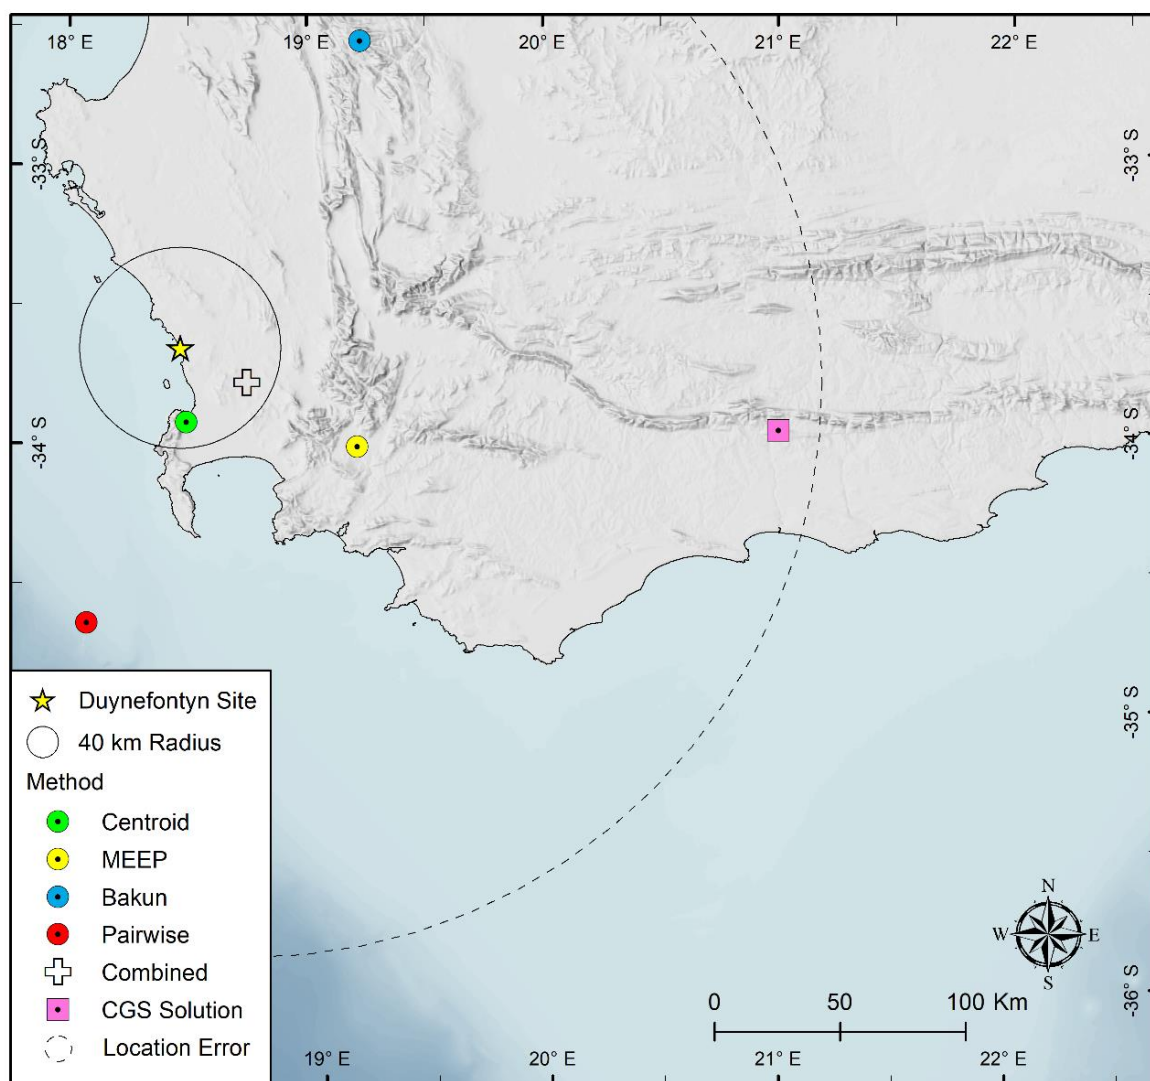 18° E
19° E
20° E
21° E
22° E
-33° S
-33° S
-34° S
-34° S
-35° S
-36° S
Duynefontyn Site
40 km Radius
Method
Centroid
MEEP
Bakun
Pairwise
Combined
CGS Solution
Location Error
N
W E
S
0 50 100 Km
19° E
20° E
21° E
22° E